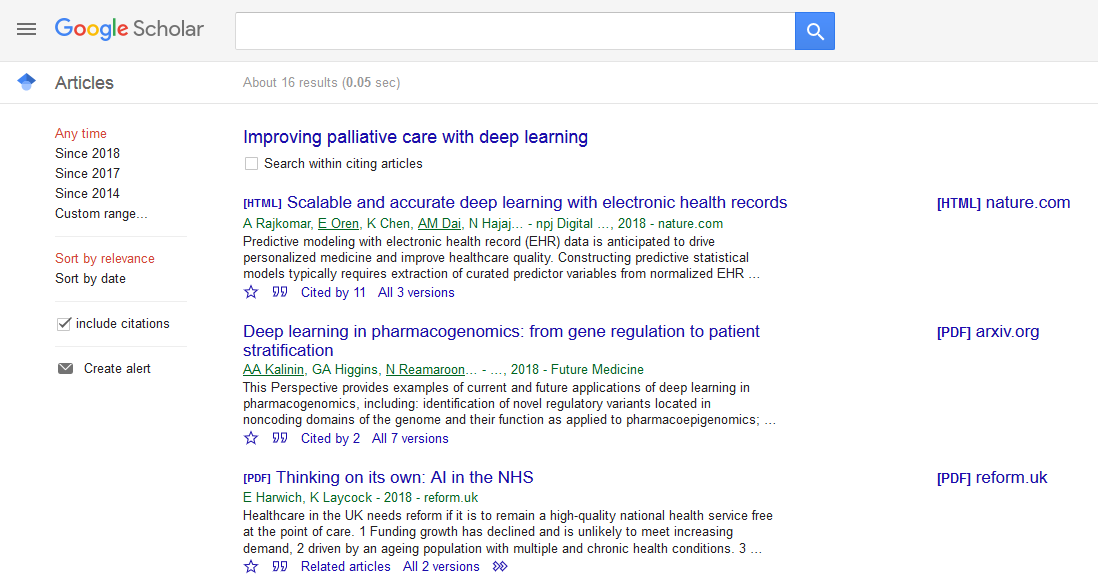 Google Scholar
Articles
About 16 results (0.05 sec)
Any time
Since 2018
Since 2017
Since 2014
Custom range...
Sort by relevance
Sort by date
include citations
Create alert
Improving palliative care with deep learning
Search within citing articles
[HTML] Scalable and accurate deep learning with electronic health records
[HTML] nature.com
A Rajkomar, E Oren, K Chen, AM Dai, N Hajaj... - npj Digital ..., 2018 - nature.com
Predictive modeling with electronic health record (EHR) data is anticipated to drive
personalized medicine and improve healthcare quality. Constructing predictive statistical
models typically requires extraction of curated predictor variables from normalized EHR ...
Cited by 11 All 3 versions
Deep learning in pharmacogenomics: from gene regulation to patient
stratification
[PDF] arxiv.org
AA Kalinin, GA Higgins, N Reamaroon... - ..., 2018 - Future Medicine
This Perspective provides examples of current and future applications of deep learning in
pharmacogenomics, including: identification of novel regulatory variants located in
noncoding domains of the genome and their function as applied to pharmacoepigenomics; ...
Cited by 2 All 7 versions
[PDF] Thinking on its own: AI in the NHS
[PDF] reform.uk
E Harwich, K Laycock - 2018 - reform.uk
Healthcare in the UK needs reform if it is to remain a high-quality national health service free
at the point of care. 1 Funding growth has declined and is unlikely to meet increasing
demand, 2 driven by an ageing population with multiple and chronic health conditions. 3 ...
Related articles All 2 versions